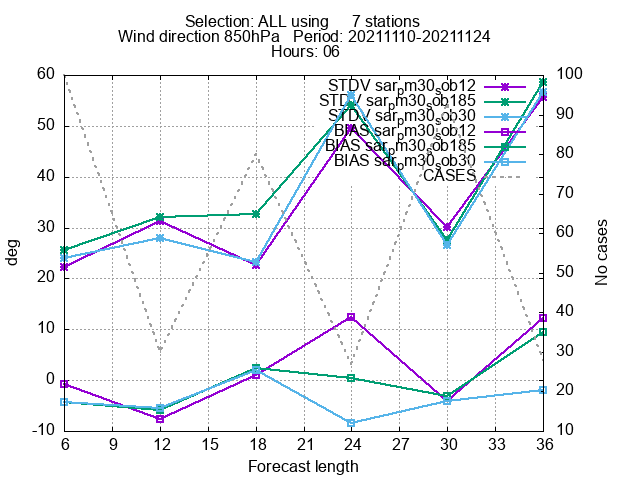 Selection: ALL using 7 stations
Wind direction 850hPa Period: 20211110-20211124
Hours: 06
STDV sar_pm30_sob12
STDV sar_pm30_sob185
STDV sar_pm30_sob30
BIAS sar_pm30_sob12
BIAS sar_pm30_sob185
BIAS sar_pm30_sob30
CASES
60
50
40
30
20
10
0
-10
deg
100
90
80
70
60
50
40
30
20
10
No cases
6 9 12 15 18 21 24 27 30 33 36
Forecast length